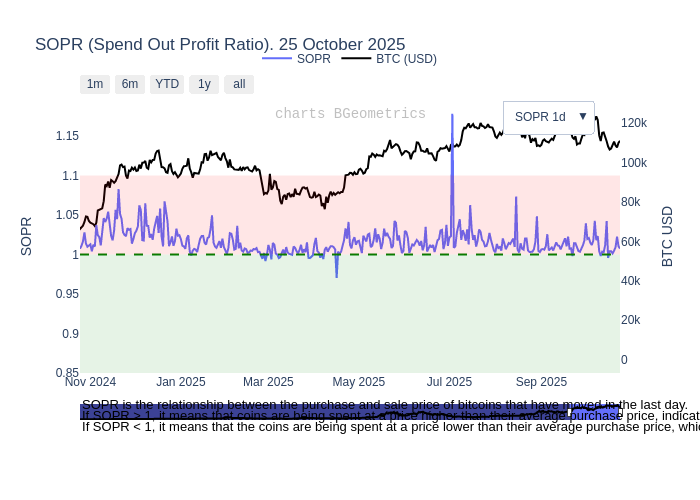 SOPR (Spend Out Profit Ratio). 25 October 2025
SOPR
BTC (USD)
1m
6m
YTD
1y
all
charts BGeometrics
SOPR 1d ▼
1.15
1.1
1.05
1
0.95
0.9
0.85
SOPR
120k
100k
80k
60k
40k
20k
0
BTC USD
Nov 2024
Jan 2025
Mar 2025
May 2025
Jul 2025
Sep 2025
SOPR is the relationship between the purchase and sale price of bitcoins that have moved in the last day.
If SOPR > 1, it means that coins are being spent at a price higher than their average purchase price, indicat
If SOPR < 1, it means that the coins are being spent at a price lower than their average purchase price, whic